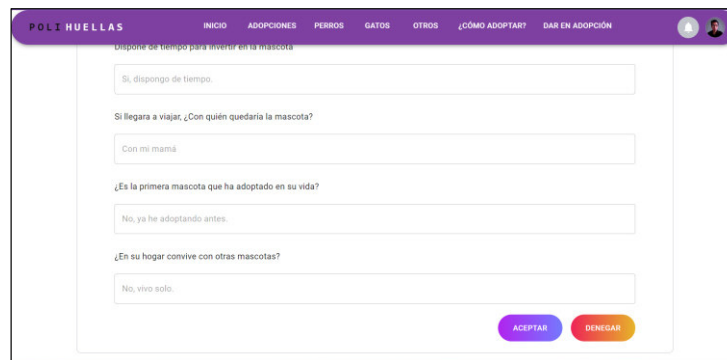 POLI HUELLAS INICIO ADOPCIONES PERROS GATOS OTROS ¿CÓMO ADOPTAR? DAR EN ADOPCIÓN
Dispone de tiempo para invertir en la mascota
Si, dispongo de tiempo.
Si llegara a viajar, ¿Con quién quedaría la mascota?
Con mi mamá
¿Es la primera mascota que ha adoptado en su vida?
No, ya he adoptando antes.
¿En su hogar convive con otras mascotas?
No, vivo solo.
ACEPTAR DENEGAR